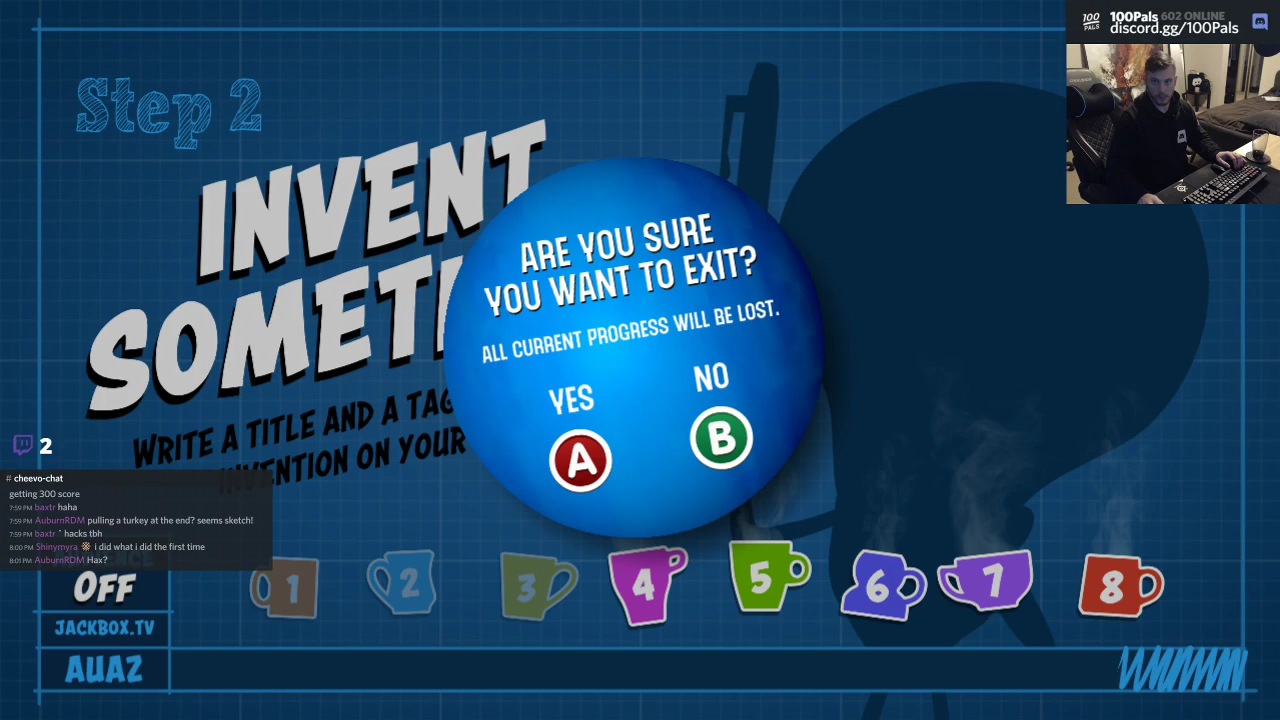 100 PALS
100Pals 602 ONLINE
discord.gg/100Pals
Step 2
INVENT
SOMETI
WRITE A TITLE AND A TAG
INVENTION ON YOUR
ARE YOU SURE
YOU WANT TO EXIT?
ALL CURRENT PROGRESS WILL BE LOST.
YES NO
A B
2
# cheevo-chat
getting 300 score
7:59 PM baxtr haha
7:59 PM AuburnRDM pulling a turkey at the end? seems sketch!
7:59 PM baxtr ^ hacks tbh
8:00 PM Shinymyra i did what i did the first time
8:01 PM AuburnRDM Hax?
OFF
1 2 3 4 5 6 7 8
JACKBOX.TV
AUAZ